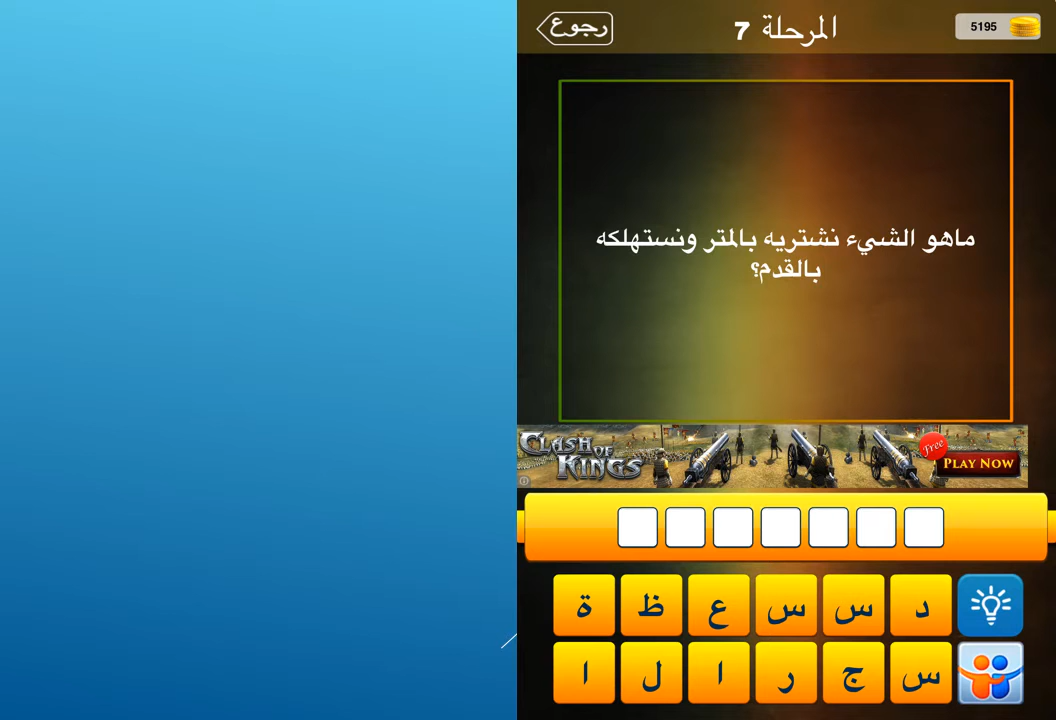 رجوع
المرحلة 7
5195
ماهو الشيء نشتريه بالمتر ونستهلكه
بالقدم؟
CLASH OF KINGS
Free
PLAY NOW
د س س ع ظ ة
س ج ر ا ل ا